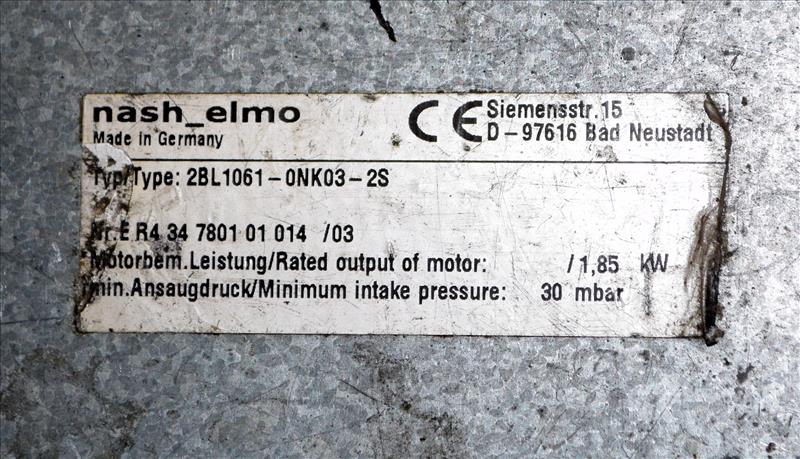 nash_elmo
Made in Germany
CE
Siemensstr.15
D-97616 Bad Neustadt
Typ/Type: 2BL1061-0NK03-2S
Nr.E R4 34 7801 01 014 /03
Motorbem.Leistung/Rated output of motor: /1,85 kW
min.Ansaugdruck/Minimum intake pressure: 30 mbar